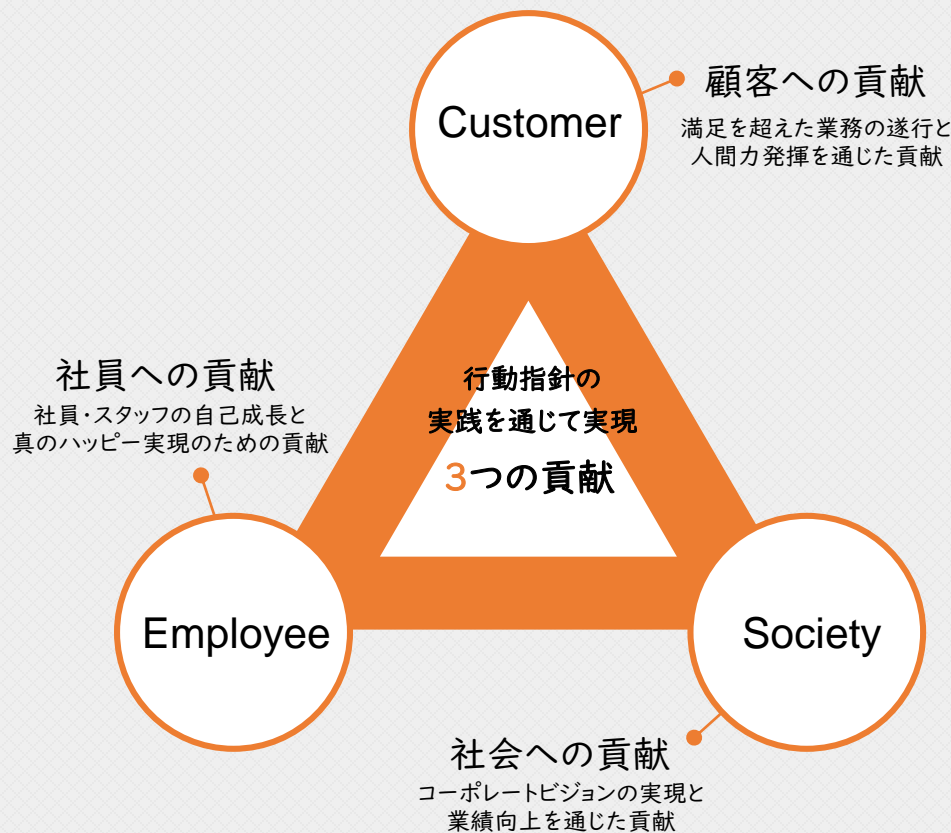 Customer
顧客への貢献
満足を超えた業務の遂行と
人間力発揮を通じた貢献
社員への貢献
社員・スタッフの自己成長と
真のハッピー実現のための貢献
行動指針の
実践を通じて実現
3つの貢献
Employee
Society
社会への貢献
コーポレートビジョンの実現と
業績向上を通じた貢献